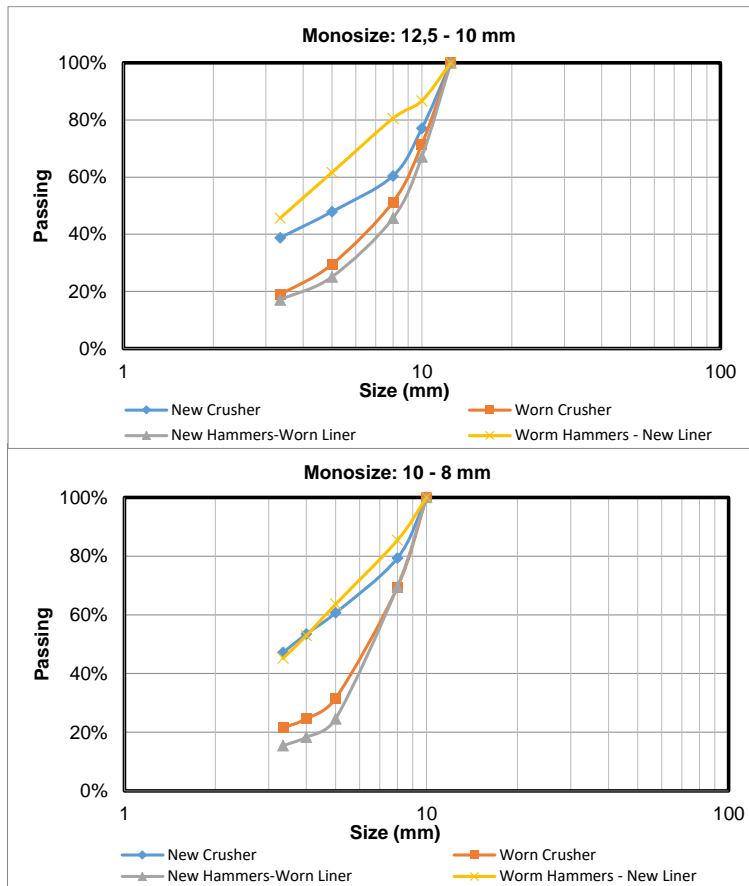 Monosize: 12,5 - 10 mm
100%
80%
60%
40%
20%
0%
Passing
1
10
100
Size (mm)
New Crusher
Worn Crusher
New Hammers-Worn Liner
Worm Hammers - New Liner
Monosize: 10 - 8 mm
100%
80%
60%
40%
20%
0%
Passing
1
10
100
Size (mm)
New Crusher
Worn Crusher
New Hammers-Worn Liner
Worm Hammers - New Liner